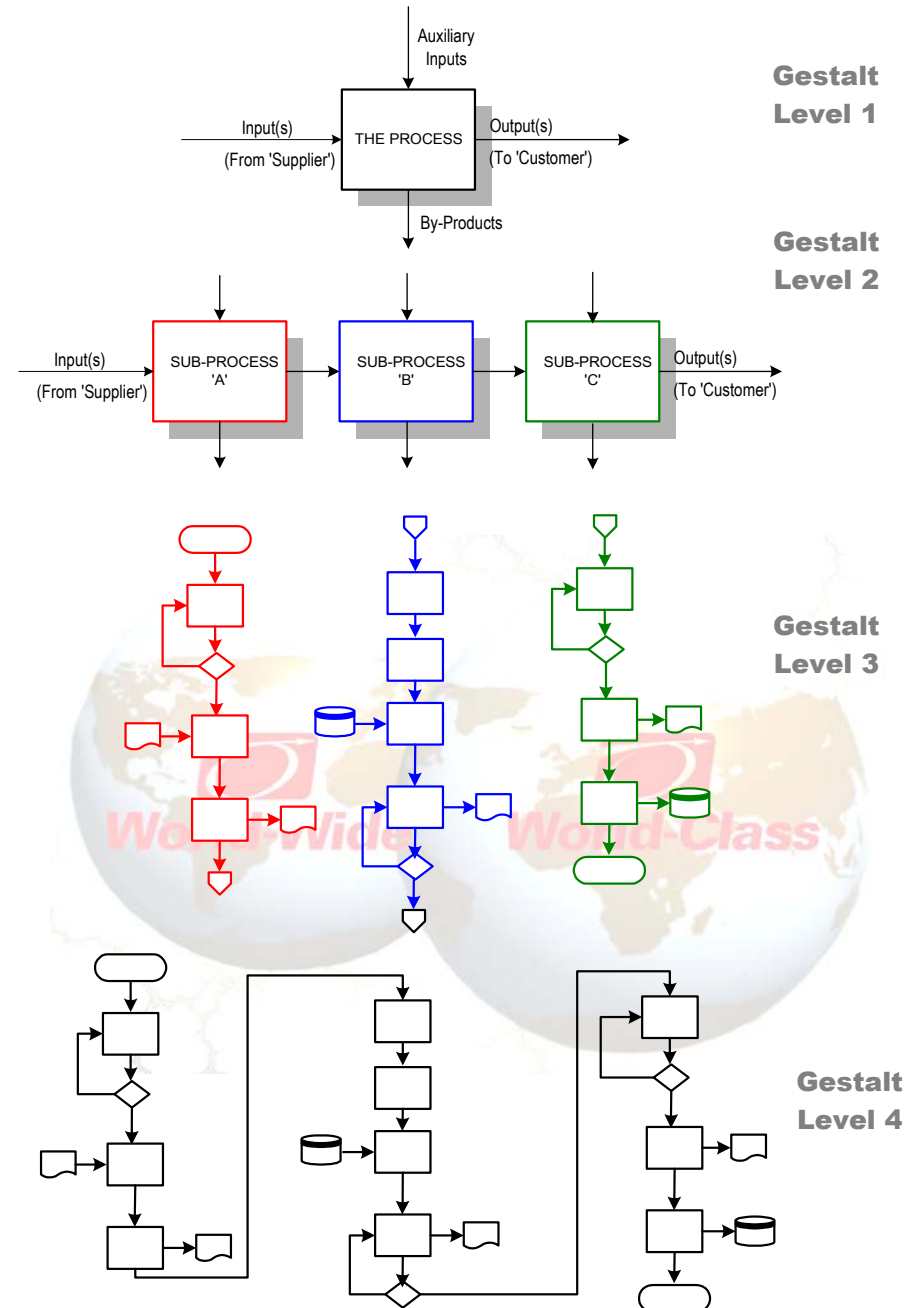 Auxiliary
Inputs
Gestalt
Level 1
Input(s)
(From 'Supplier')
THE PROCESS
Output(s)
(To 'Customer')
By-Products
Gestalt
Level 2
Input(s)
(From 'Supplier')
SUB-PROCESS
'A'
SUB-PROCESS
'B'
SUB-PROCESS
'C'
Output(s)
(To 'Customer')
Gestalt
Level 3
World-Wide
World-Class
Gestalt
Level 4